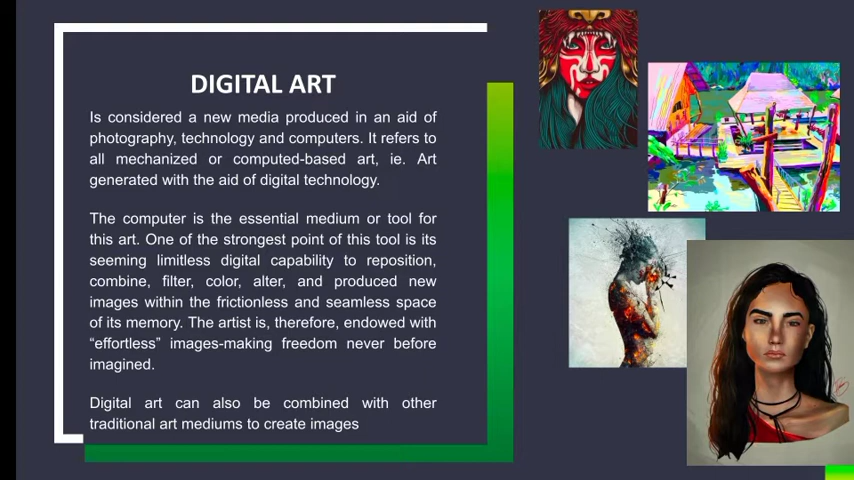 DIGITAL ART
Is considered a new media produced in an aid of
photography, technology and computers. It refers to
all mechanized or computed-based art, ie. Art
generated with the aid of digital technology.
The computer is the essential medium or tool for
this art. One of the strongest point of this tool is its
seeming limitless digital capability to reposition,
combine, filter, color, alter, and produced new
images within the frictionless and seamless space
of its memory. The artist is, therefore, endowed with
“effortless” images-making freedom never before
imagined.
Digital art can also be combined with other
traditional art mediums to create images